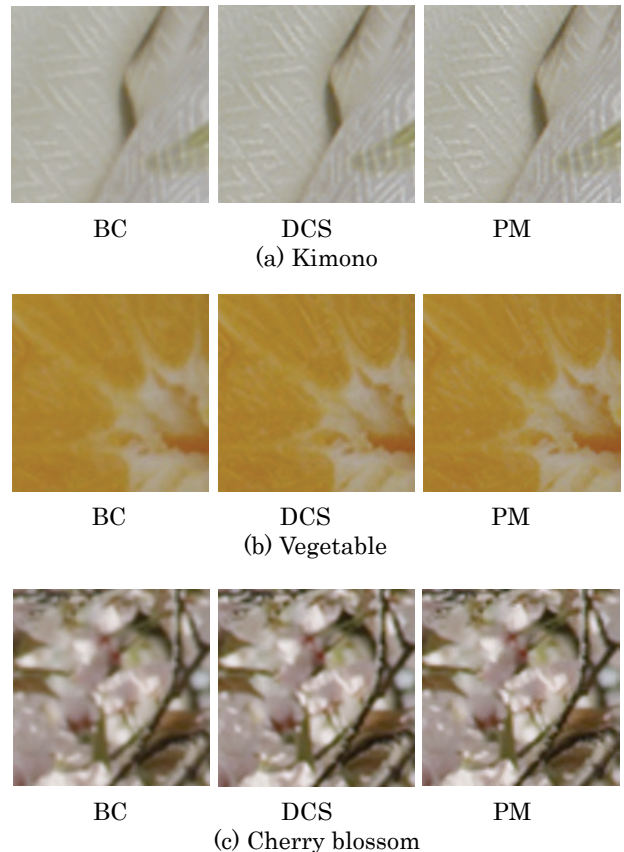 BC DCS PM
(a) Kimono
BC DCS PM
(b) Vegetable
BC DCS PM
(c) Cherry blossom